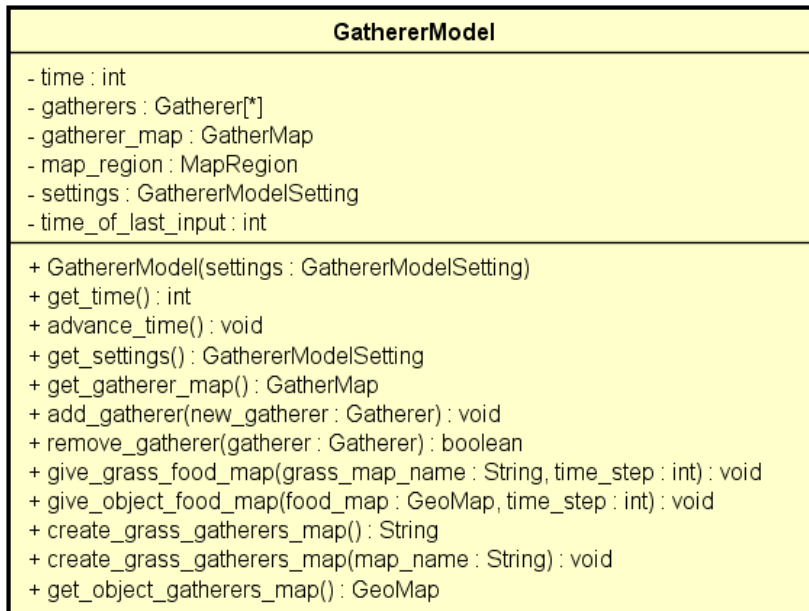 GathererModel
- time : int
- gatherers : Gatherer[*]
- gatherer_map : GatherMap
- map_region : MapRegion
- settings : GathererModelSetting
- time_of_last_input : int
+ GathererModel(settings : GathererModelSetting)
+ get_time() : int
+ advance_time() : void
+ get_settings() : GathererModelSetting
+ get_gatherer_map() : GatherMap
+ add_gatherer(new_gatherer : Gatherer) : void
+ remove_gatherer(gatherer : Gatherer) : boolean
+ give_grass_food_map(grass_map_name : String, time_step : int) : void
+ give_object_food_map(food_map : GeoMap, time_step : int) : void
+ create_grass_gatherers_map() : String
+ create_grass_gatherers_map(map_name : String) : void
+ get_object_gatherers_map() : GeoMap